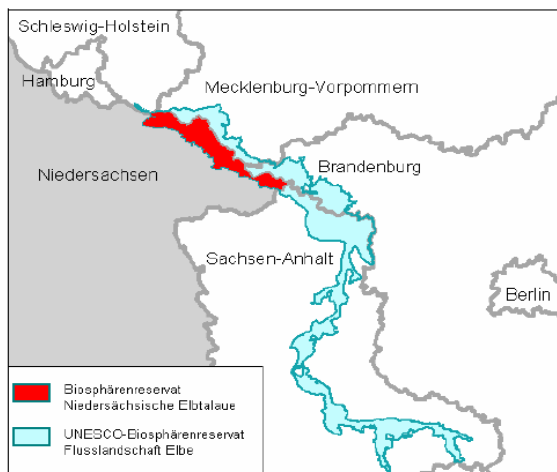 Schleswig-Holstein
Hamburg
Mecklenburg-Vorpommern
Niedersachsen
Brandenburg
Sachsen-Anhalt
Berlin
Biosphärenreservat
Niedersächsische Elbtalaue
UNESCO-Biosphärenreservat
Flusslandschaft Elbe